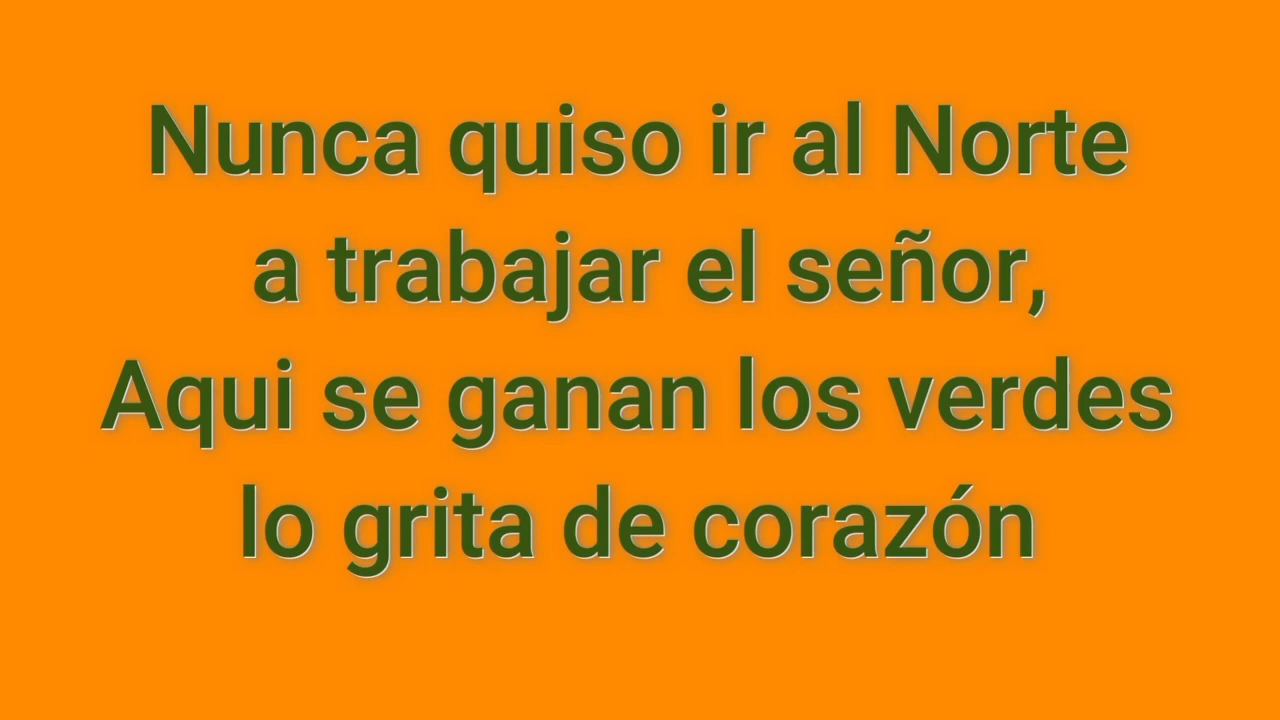 Nunca quiso ir al Norte
a trabajar el señor,
Aqui se ganan los verdes
lo grita de corazón